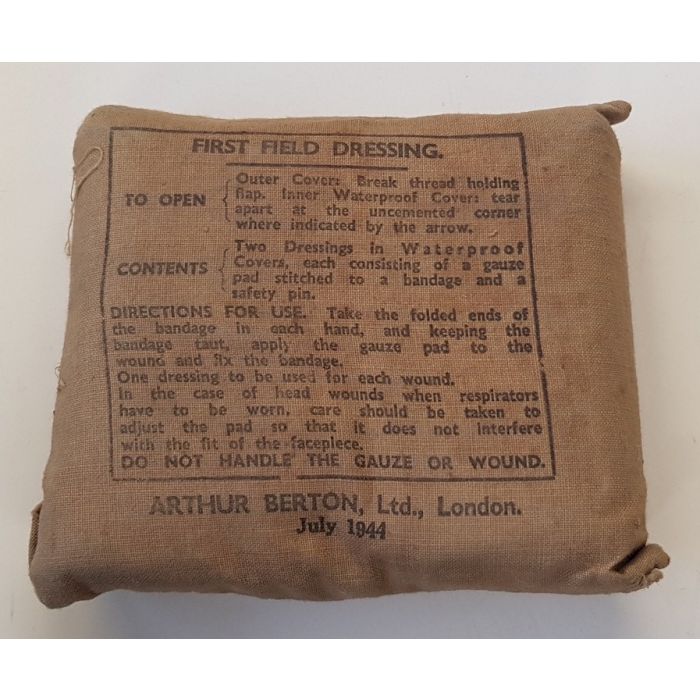 FIRST FIELD DRESSING.
TO OPEN { Outer Cover: Break thread holding
flap. Inner Waterproof Cover: tear
apart at the uncemented corner
where indicated by the arrow.
CONTENTS { Two Dressings in Waterproof
Covers, each consisting of a gauze
pad stitched to a bandage and a
safety pin.
DIRECTIONS FOR USE. Take the folded ends of
the bandage in each hand, and keeping the
bandage taut, apply the gauze pad to the
wound and fix the bandage.
One dressing to be used for each wound.
In the case of head wounds when respirators
have to be worn, care should be taken to
adjust the pad so that it does not interfere
with the fit of the facepiece.
DO NOT HANDLE THE GAUZE OR WOUND.
ARTHUR BERTON, Ltd., London.
July 1944